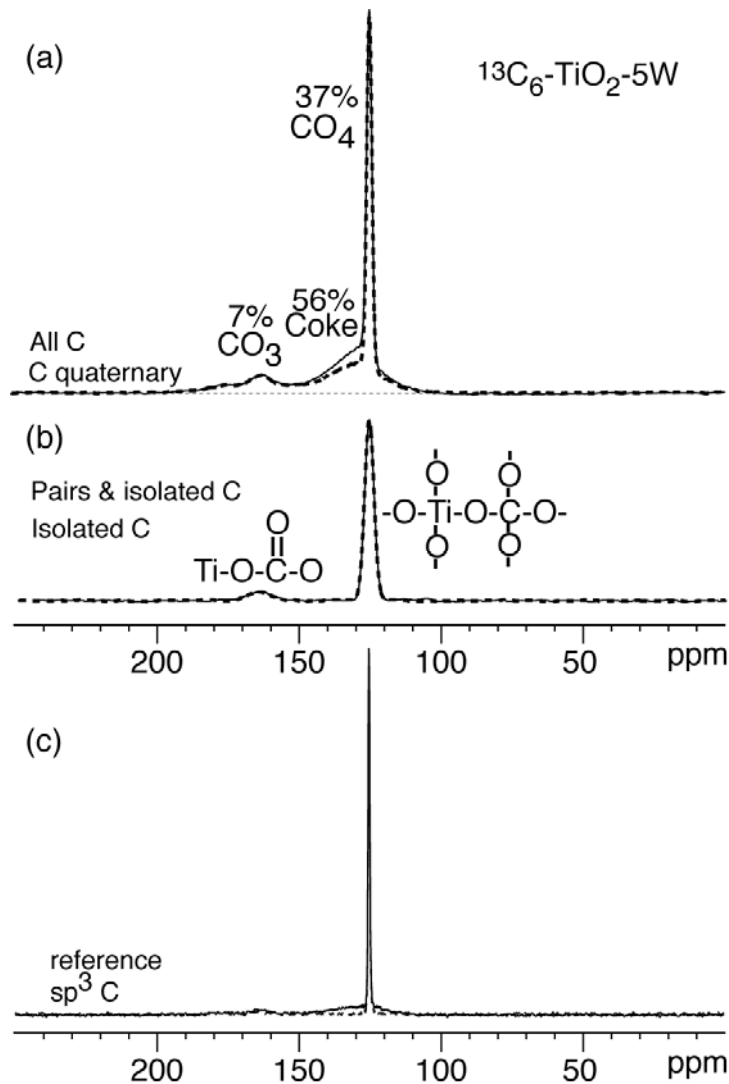 (a)
¹³C₆-TiO₂-5W
37%
CO₄
7%
CO₃
56%
Coke
All C
C quaternary
(b)
Pairs & isolated C
Isolated C
O
Ti-O-C-O
O O
-O-Ti-O-C-O-
O O
200 150 100 50 ppm
(c)
reference
sp³ C
200 150 100 50 ppm